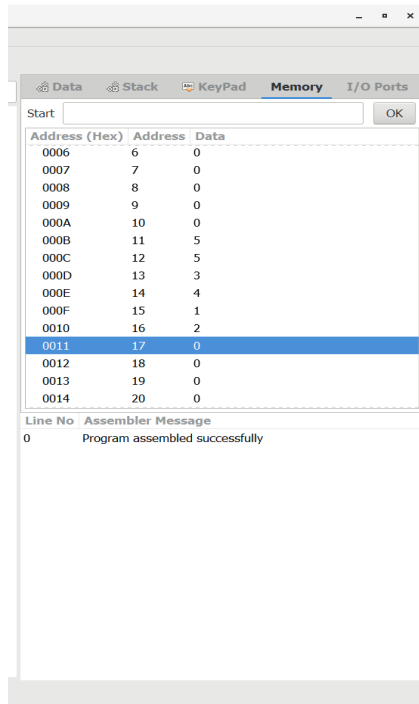 Data Stack KeyPad Memory I/O Ports
Start OK
Address (Hex) Address Data
0006 6 0
0007 7 0
0008 8 0
0009 9 0
000A 10 0
000B 11 5
000C 12 5
000D 13 3
000E 14 4
000F 15 1
0010 16 2
0011 17 0
0012 18 0
0013 19 0
0014 20 0
Line No Assembler Message
0 Program assembled successfully